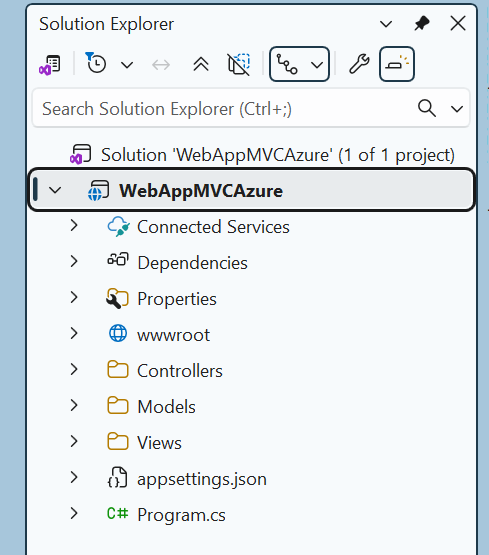 Solution Explorer
Search Solution Explorer (Ctrl+;)
Solution 'WebAppMVCAzure' (1 of 1 project)
WebAppMVCAzure
Connected Services
Dependencies
Properties
wwwroot
Controllers
Models
Views
appsettings.json
C# Program.cs